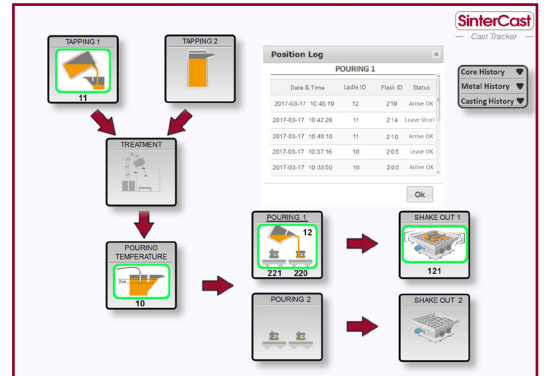 SinterCast
— Cast Tracker —
TAPPING 1
11
TAPPING 2
Position Log
POURING 1
Date & Time Ladle ID Flask ID Status
2017-03-17 10:48:19 12 219 Arrive OK
2017-03-17 10:42:26 11 214 Leave Short
2017-03-17 10:40:10 11 210 Arrive OK
2017-03-17 10:37:16 10 205 Leave OK
2017-03-17 10:33:50 10 200 Arrive OK
Ok
Core History
Metal History
Casting History
TREATMENT
POURING
TEMPERATURE
10
POURING 1
12
221 220
SHAKE OUT 1
121
POURING 2
SHAKE OUT 2